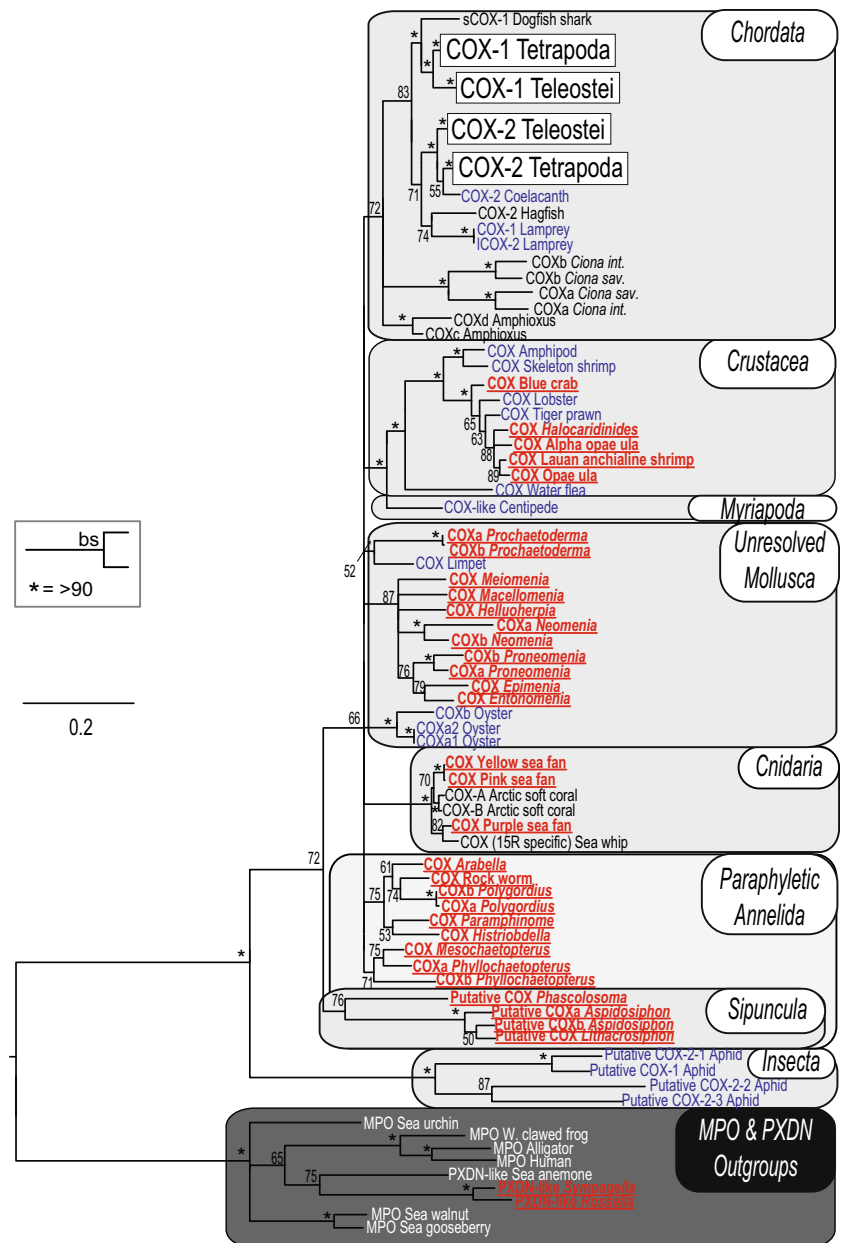 sCOX-1 Dogfish shark
Chordata
*
COX-1 Tetrapoda
*
*
*
COX-1 Teleostei
83
*
COX-2 Teleostei
*
*
COX-2 Tetrapoda
71
55
COX-2 Coelacanth
72
COX-2 Hagfish
COX-1 Lamprey
74
*
lCOX-2 Lamprey
COXb Ciona int.
*
*
COXb Ciona sav.
COXa Ciona sav.
*
COXa Ciona int.
*
COXd Amphioxus
COXc Amphioxus
Crustacea
*
COX Amphipod
*
COX Skeleton shrimp
*
COX Blue crab
COX Lobster
65
COX Tiger prawn
*
63
COX Halocaridinides
COX Alpha opae ula
88
COX Lauan anchialine shrimp
*
89
COX Opae ula
COX Water flea
COX-like Centipede
Myriapoda
bs
* = >90
0.2
Unresolved
Mollusca
*
COXa Prochaetoderma
COXb Prochaetoderma
52
COX Limpet
COX Meiomenia
87
COX Macellomenia
COX Helluoherpia
*
COXa Neomenia
COXb Neomenia
*
COXb Proneomenia
76
COXa Proneomenia
79
COX Epimenia
COX Entonomenia
66
COXb Oyster
*
*
COXa2 Oyster
COXa1 Oyster
Cnidaria
*
COX Yellow sea fan
70
COX Pink sea fan
*
COX-A Arctic soft coral
*
COX-B Arctic soft coral
82
COX Purple sea fan
COX (15R specific) Sea whip
72
Paraphyletic
Annelida
61
COX Arabella
COX Rock worm
75
74
*
COXb Polygordius
COXa Polygordius
COX Paramphinome
53
COX Histriobdella
75
COX Mesochaetopterus
COXa Phyllochaetopterus
71
COXb Phyllochaetopterus
*
Sipuncula
76
Putative COX Phascolosoma
*
Putative COXa Aspidosiphon
Putative COXb Aspidosiphon
50
Putative COX Lithacrosiphon
Insecta
*
Putative COX-2-1 Aphid
*
Putative COX-1 Aphid
87
Putative COX-2-2 Aphid
Putative COX-2-3 Aphid
MPO & PXDN
Outgroups
MPO Sea urchin
*
MPO W. clawed frog
*
MPO Alligator
*
65
MPO Human
75
PXDN-like Sea anemone
*
PXDN-like Sympagella
PXDN-like Rossella
*
MPO Sea walnut
MPO Sea gooseberry